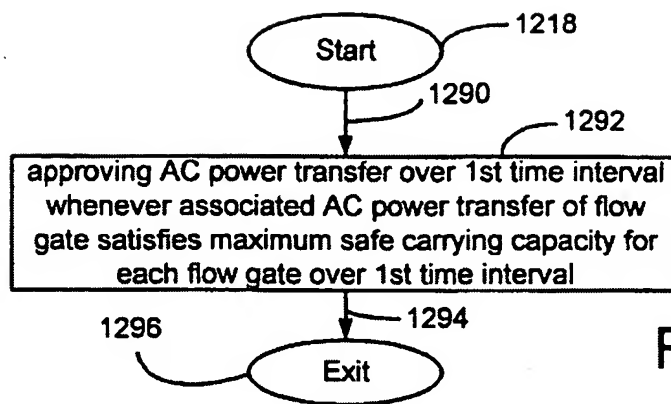 Start
1218
1290
1292
approving AC power transfer over 1st time interval
whenever associated AC power transfer of flow
gate satisfies maximum safe carrying capacity for
each flow gate over 1st time interval
1294
1296
Exit